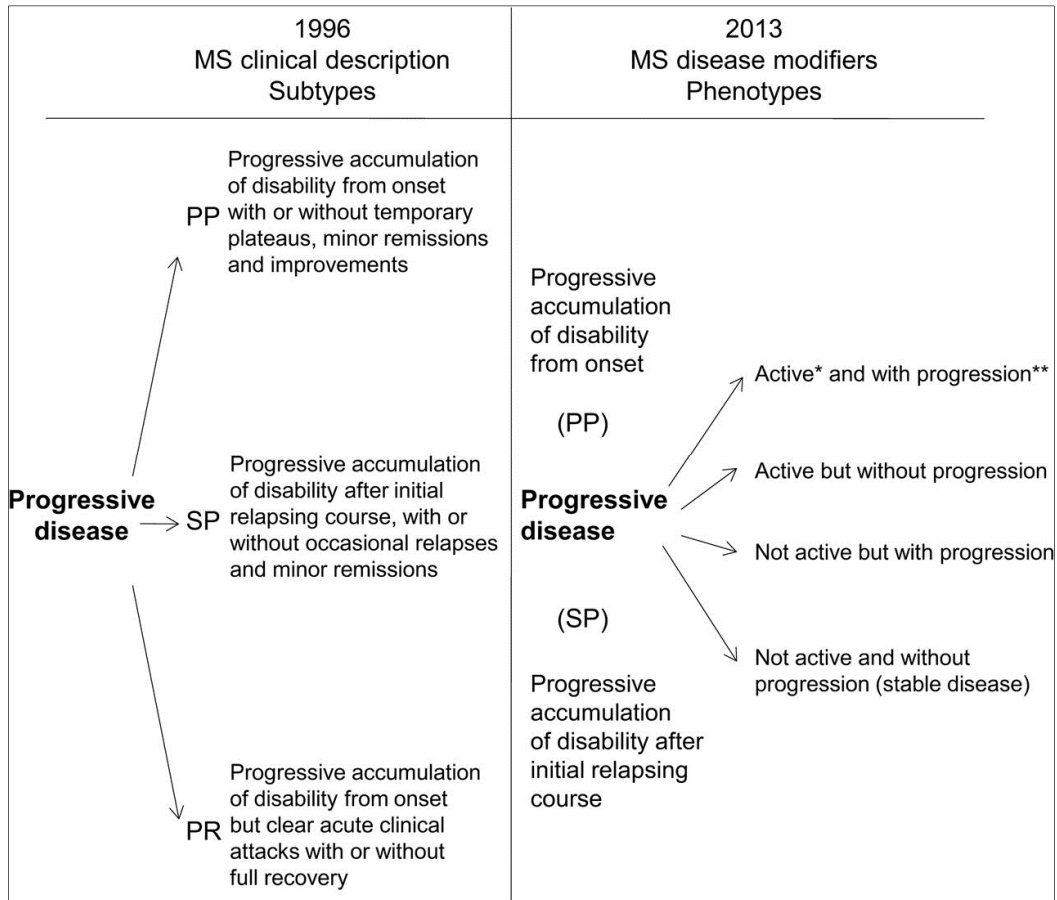 1996
MS clinical description
Subtypes
2013
MS disease modifiers
Phenotypes
Progressive accumulation
of disability from onset
PP with or without temporary
plateaus, minor remissions
and improvements
Progressive
disease
Progressive accumulation
of disability after initial
SP relapsing course, with or
without occasional relapses
and minor remissions
Progressive accumulation
of disability from onset
PR but clear acute clinical
attacks with or without
full recovery
Progressive
accumulation
of disability
from onset
(PP)
Progressive
disease
(SP)
Progressive
accumulation
of disability after
initial relapsing
course
Active* and with progression**
Active but without progression
Not active but with progression
Not active and without
progression (stable disease)